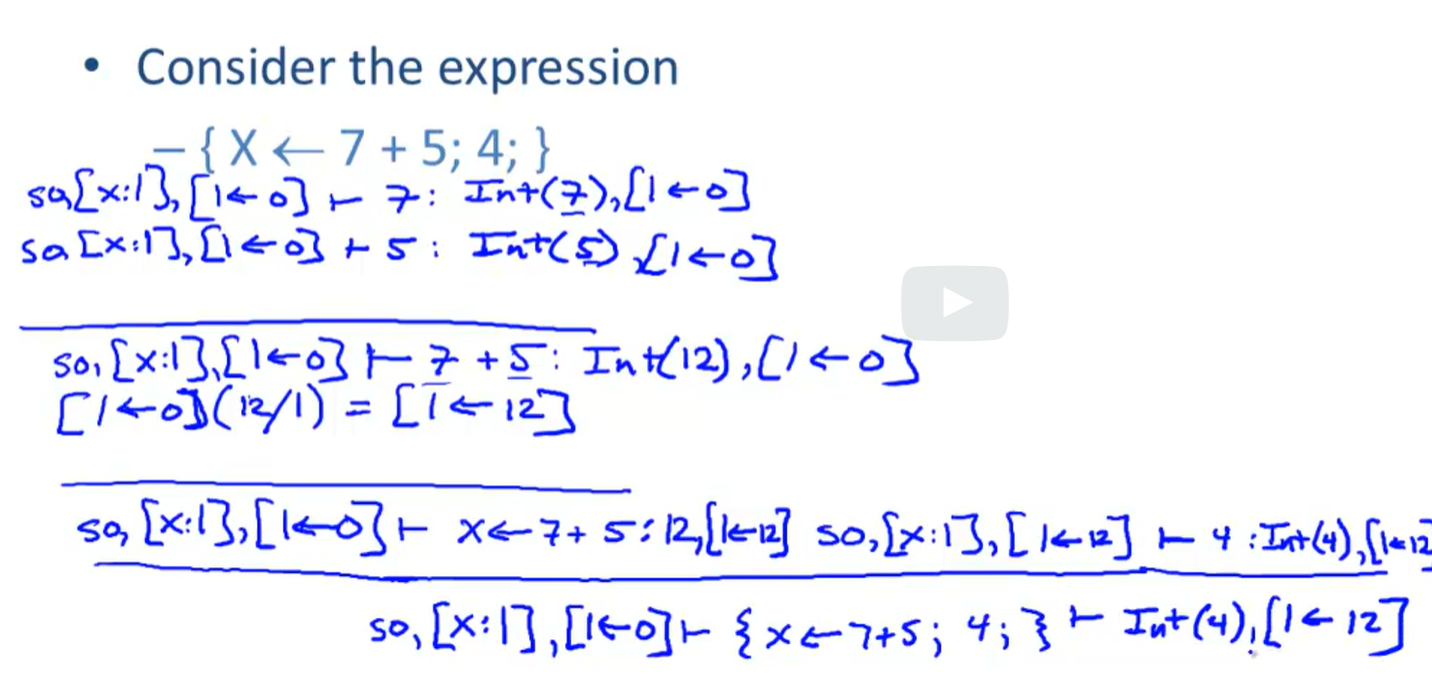 • Consider the expression
– { X ← 7 + 5; 4; }
so,[x:1],[1←0] ⊢ 7: Int(7),[1←0]
so,[x:1],[1←0] ⊢ 5: Int(5),[1←0]
so,[x:1],[1←0] ⊢ 7 + 5: Int(12),[1←0]
[1←0](12/1) = [1←12]
so,[x:1],[1←0] ⊢ x←7+5:12,[1←12] so,[x:1],[1←12] ⊢ 4:Int(4),[1←12
so,[x:1],[1←0] ⊢ {x←7+5; 4;} ⊢ Int(4),[1←12]